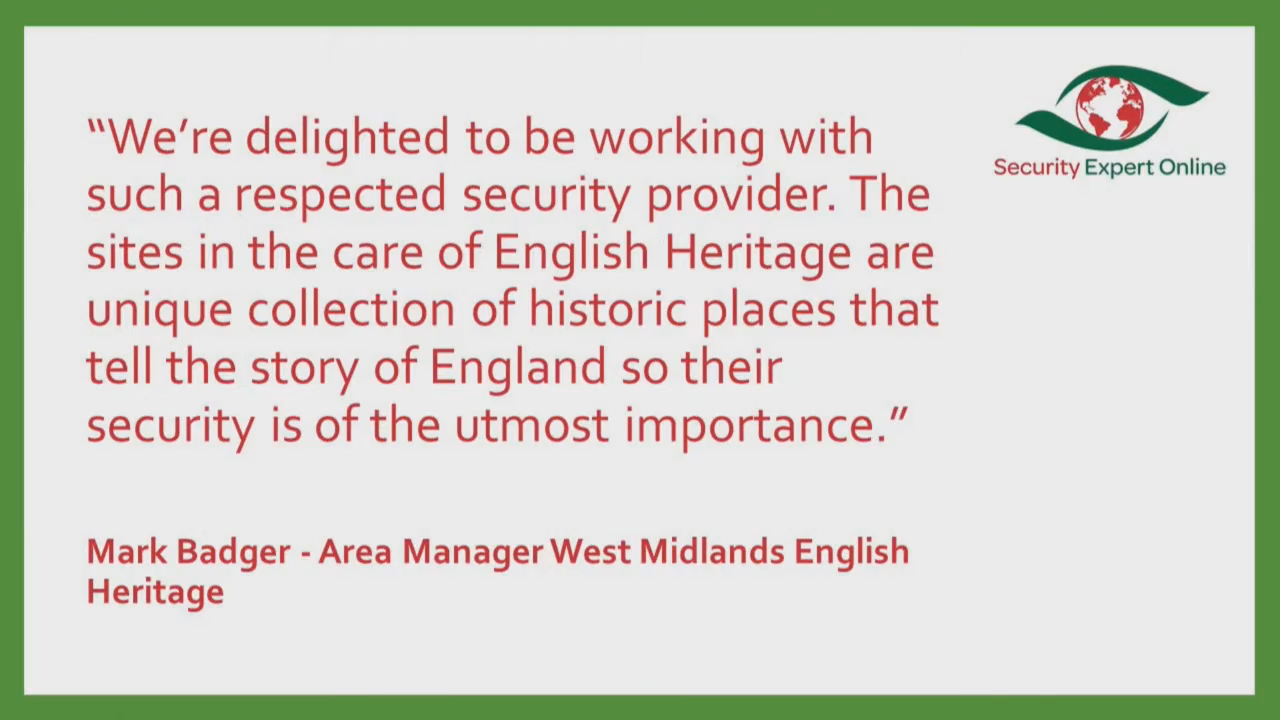 “We’re delighted to be working with
such a respected security provider. The
sites in the care of English Heritage are
unique collection of historic places that
tell the story of England so their
security is of the utmost importance.”
Mark Badger - Area Manager West Midlands English
Heritage
Security Expert Online